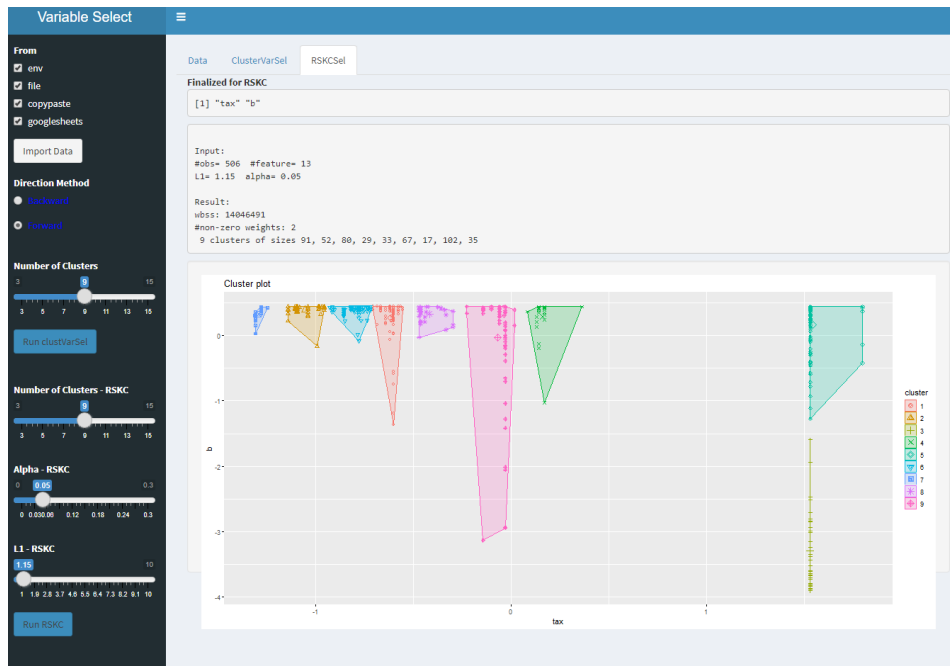 Variable Select
From
env
file
copypaste
googlesheets
Import Data
Direction Method
Backward
Forward
Number of Clusters
3 9 15
3 5 7 9 11 13 15
Run clustVarSel
Number of Clusters - RSKC
3 9 15
3 5 7 9 11 13 15
Alpha - RSKC
0 0.05 0.3
0 0.030.06 0.12 0.18 0.24 0.3
L1 - RSKC
1.15 10
1 1.9 2.8 3.7 4.6 5.5 6.4 7.3 8.2 9.1 10
Run RSKC
Data ClusterVarSel RSKCSel
Finalized for RSKC
[1] "tax" "b"
Input:
#obs= 506 #feature= 13
L1= 1.15 alpha= 0.05
Result:
wbss: 14046491
#non-zero weights: 2
9 clusters of sizes 91, 52, 80, 29, 33, 67, 17, 102, 35
Cluster plot
0
-1
-2
-3
-4
b
-1 0 1
tax
cluster
1
2
3
4
5
6
7
8
9